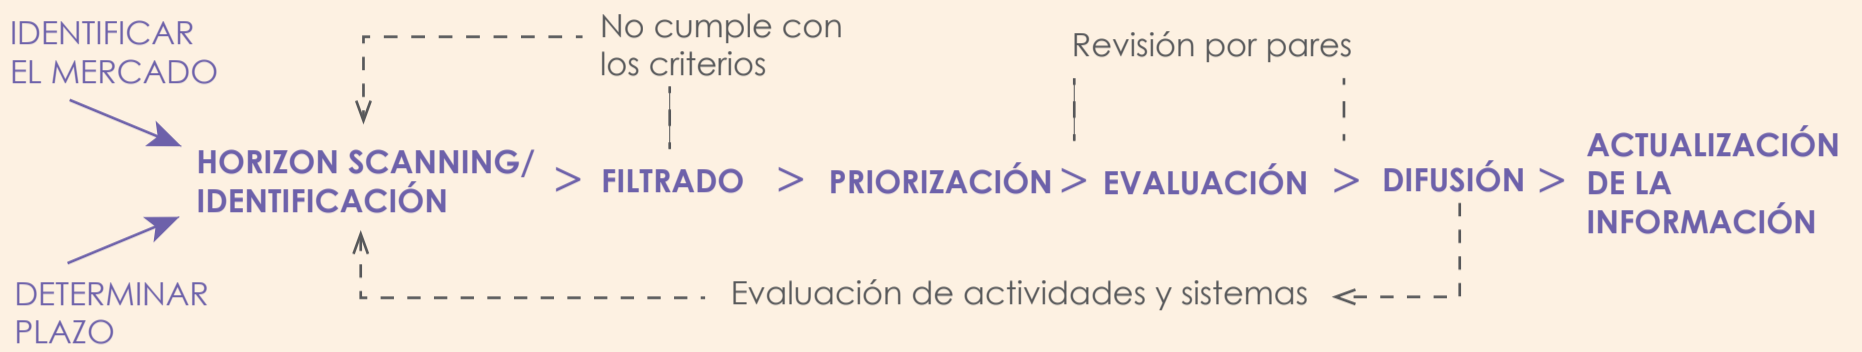 IDENTIFICAR
EL MERCADO
No cumple con
los criterios
Revisión por pares
HORIZON SCANNING/
IDENTIFICACIÓN
>
FILTRADO
>
PRIORIZACIÓN
>
EVALUACIÓN
>
DIFUSIÓN
>
ACTUALIZACIÓN
DE LA
INFORMACIÓN
DETERMINAR
PLAZO
Evaluación de actividades y sistemas